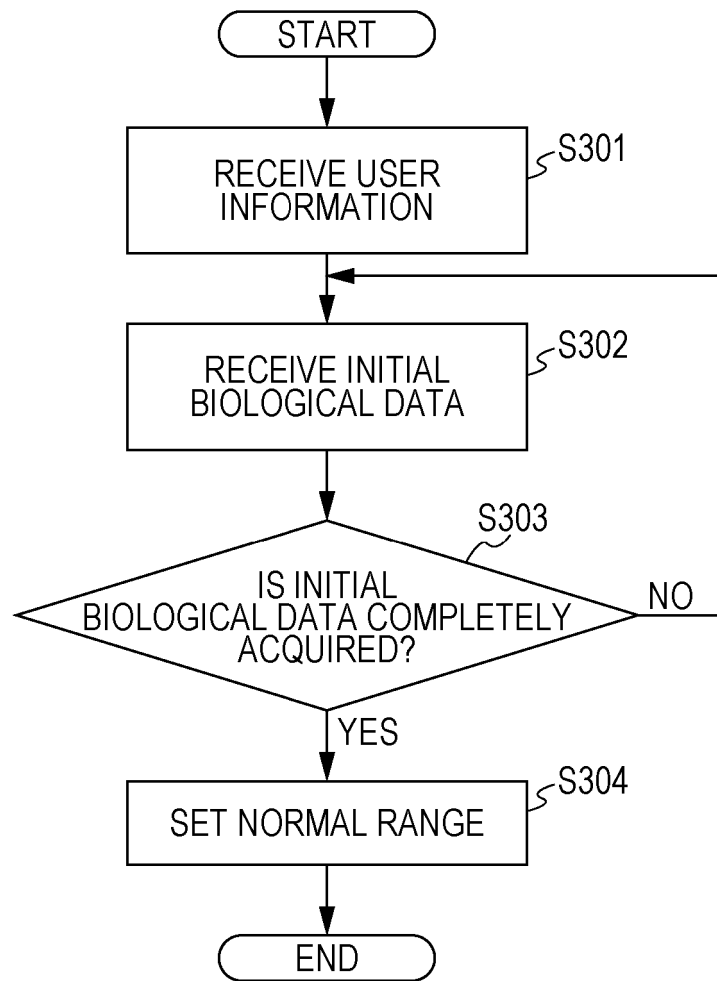 START
S301
RECEIVE USER
INFORMATION
S302
RECEIVE INITIAL
BIOLOGICAL DATA
S303
IS INITIAL
BIOLOGICAL DATA COMPLETELY
ACQUIRED?
NO
YES
S304
SET NORMAL RANGE
END